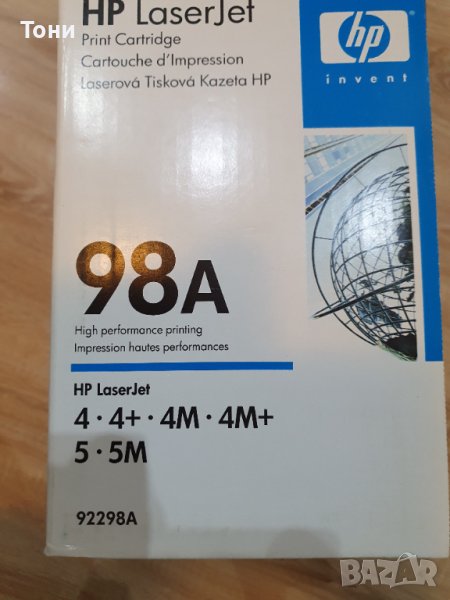 Тони
HP LaserJet
Print Cartridge
Cartouche d'Impression
Laserová Tisková Kazeta HP
hp
invent
98A
High performance printing
Impression hautes performances
HP LaserJet
4 · 4+ · 4M · 4M+
5 · 5M
92298A
BAZAR